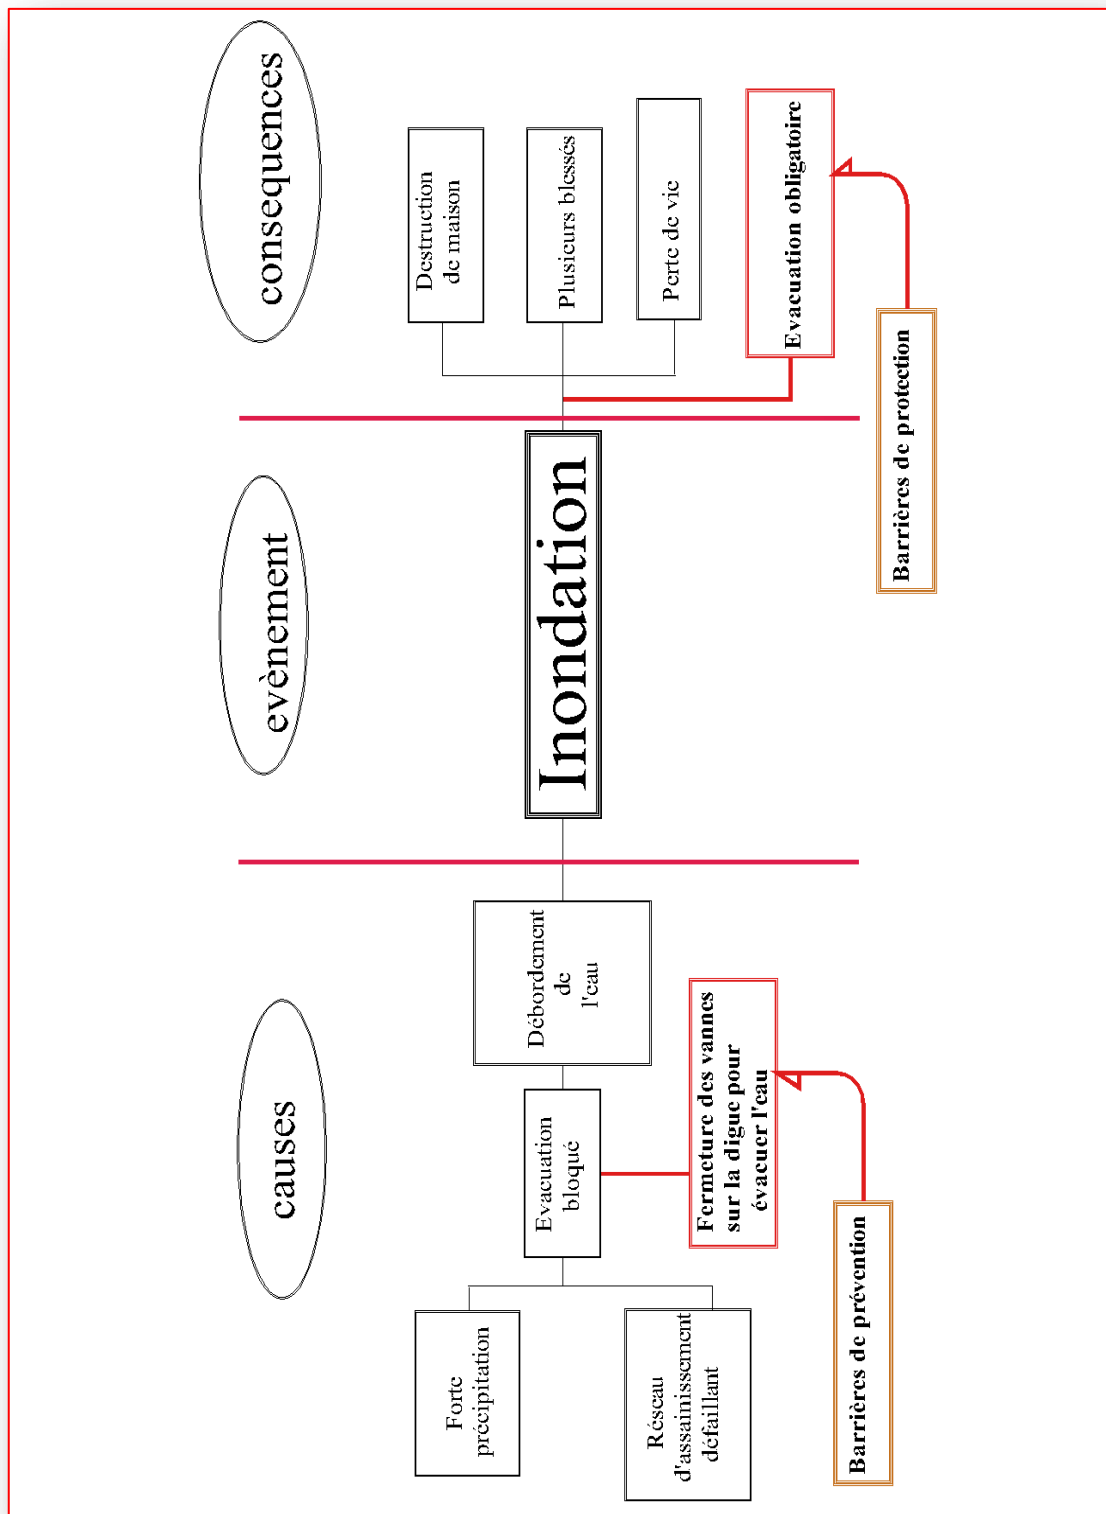 causes
evènement
consequences
Forte
précipitation
Réseau
d'assainissement
défaillant
Evacuation
bloqué
Débordement
de
l'eau
Inondation
Destruction
de maison
Plusieurs blessés
Perte de vie
Evacuation obligatoire
Fermeture des vannes
sur la digue pour
évacuer l'eau
Barrières de prévention
Barrières de protection